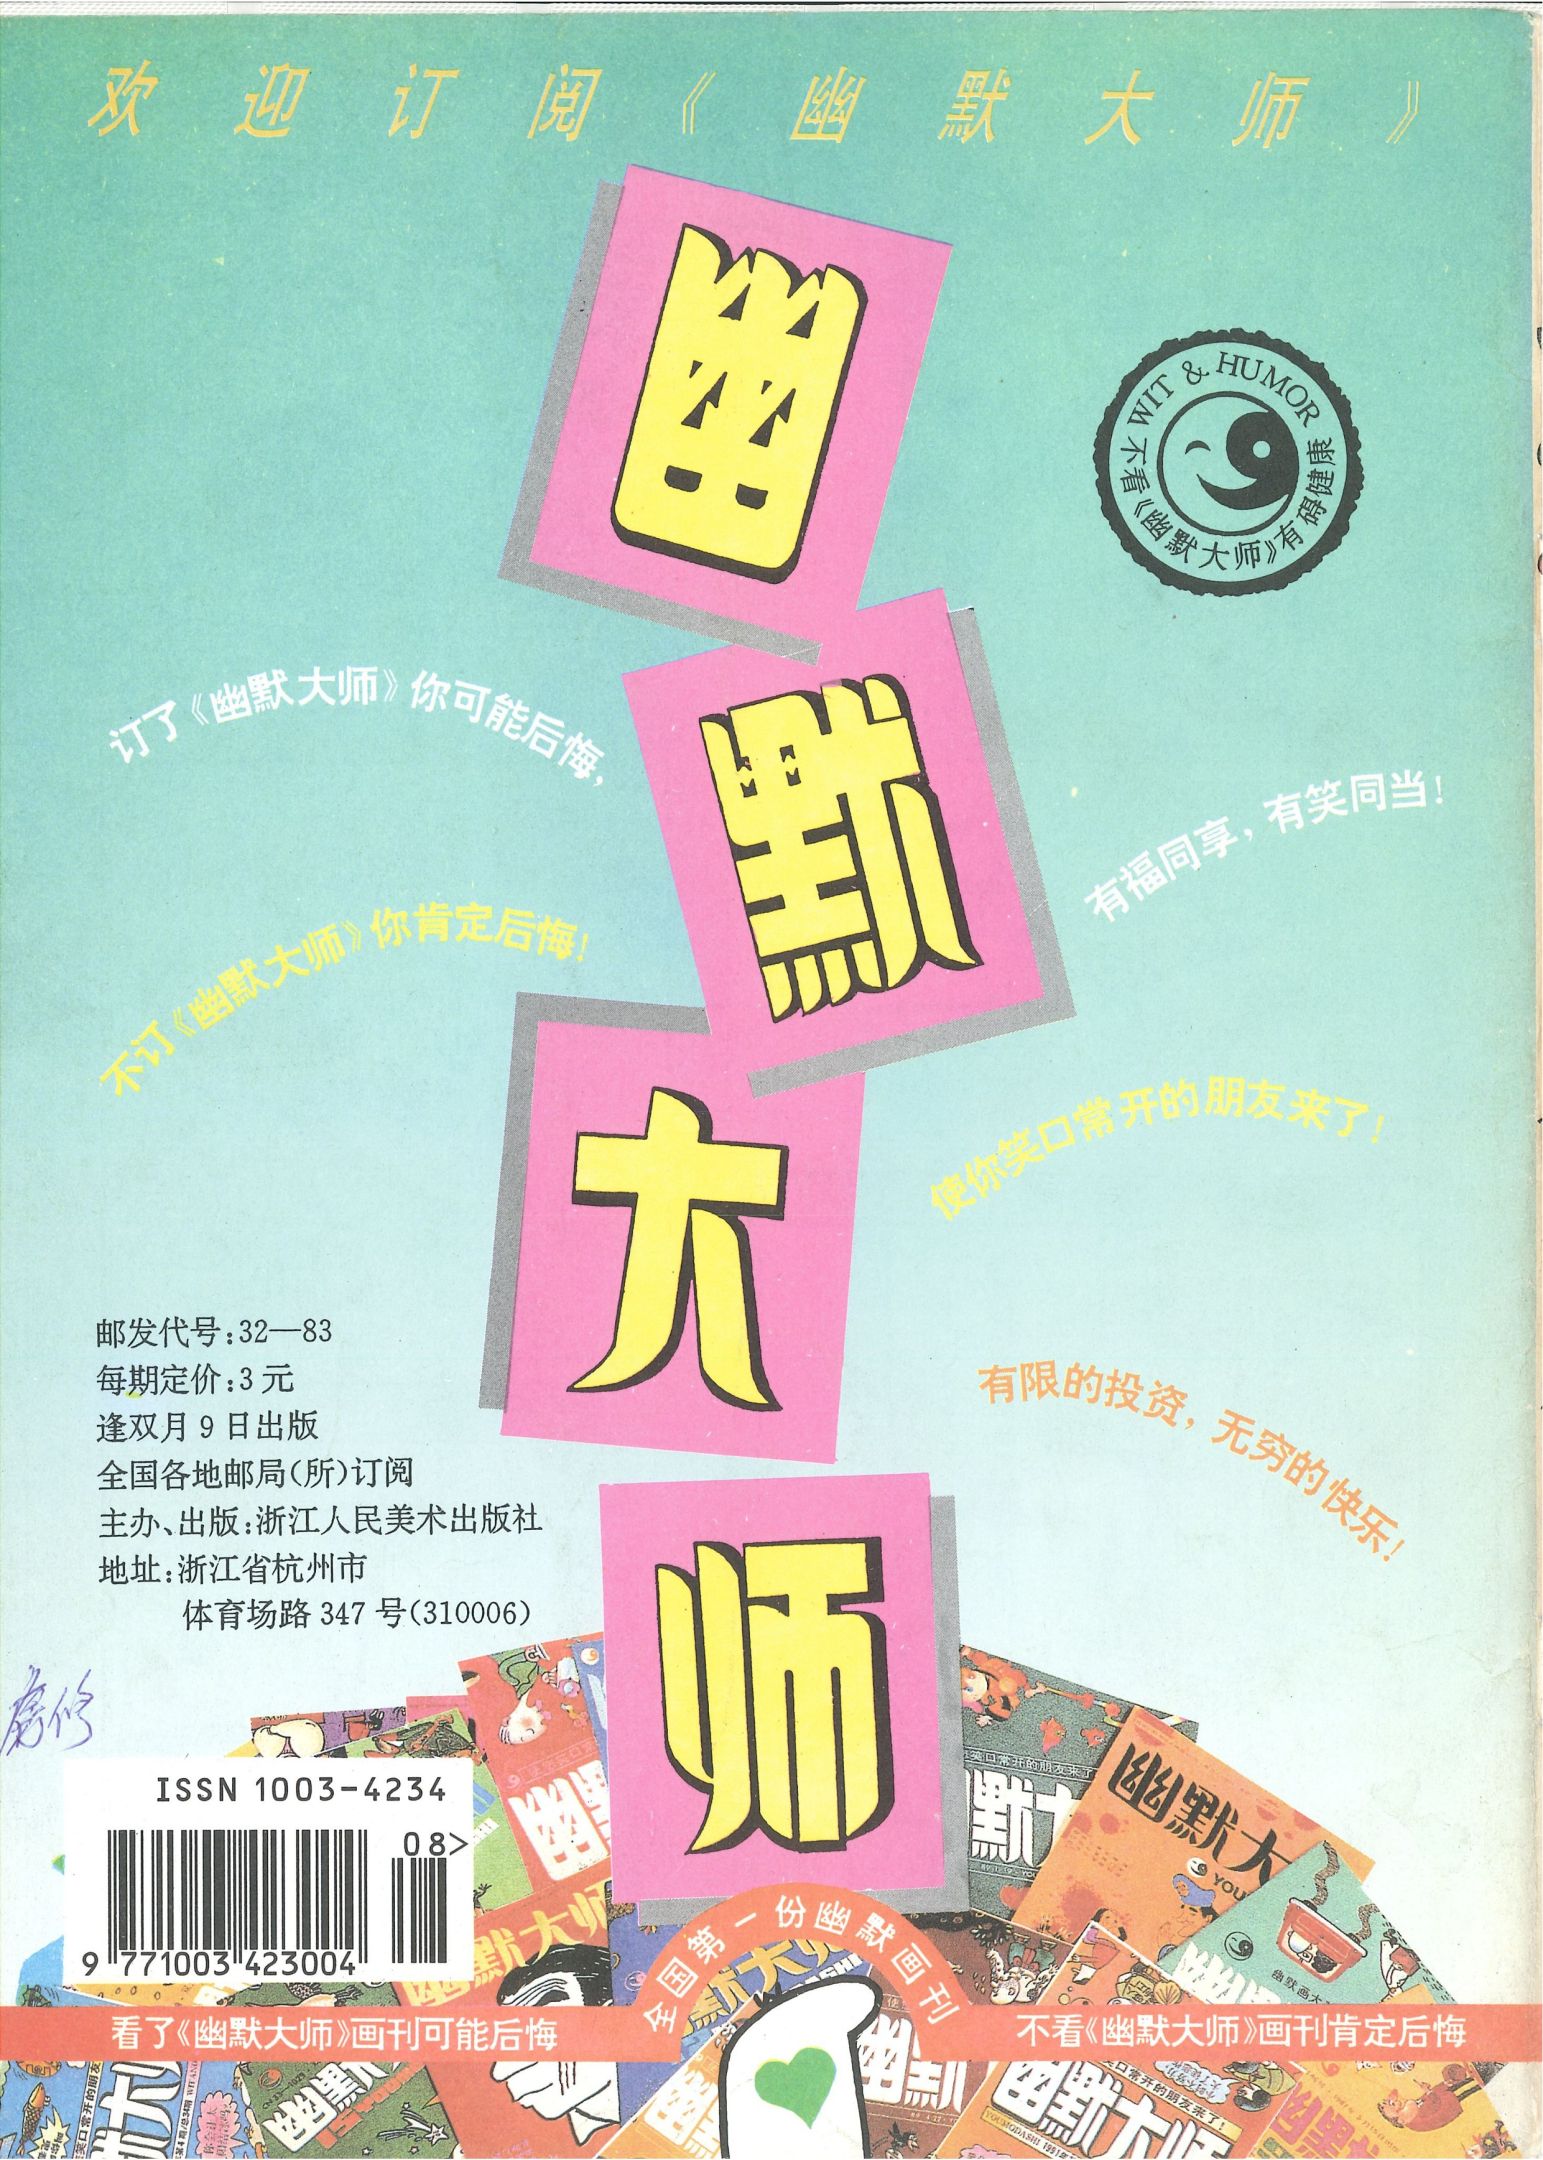 欢迎订阅《幽默大师》
幽默大师
WIT & HUMOR
不看《幽默大师》有碍健康
订了《幽默大师》你可能后悔,
不订《幽默大师》你肯定后悔!
有福同享,有笑同当!
使你笑口常开的朋友来了!
有限的投资,无穷的快乐!
邮发代号:32—83
每期定价:3元
逢双月9日出版
全国各地邮局(所)订阅
主办、出版:浙江人民美术出版社
地址:浙江省杭州市
体育场路347号(310006)
ISSN 1003-4234
08>
9 771003 423004
全国第一份幽默画刊
看了《幽默大师》画刊可能后悔
不看《幽默大师》画刊肯定后悔